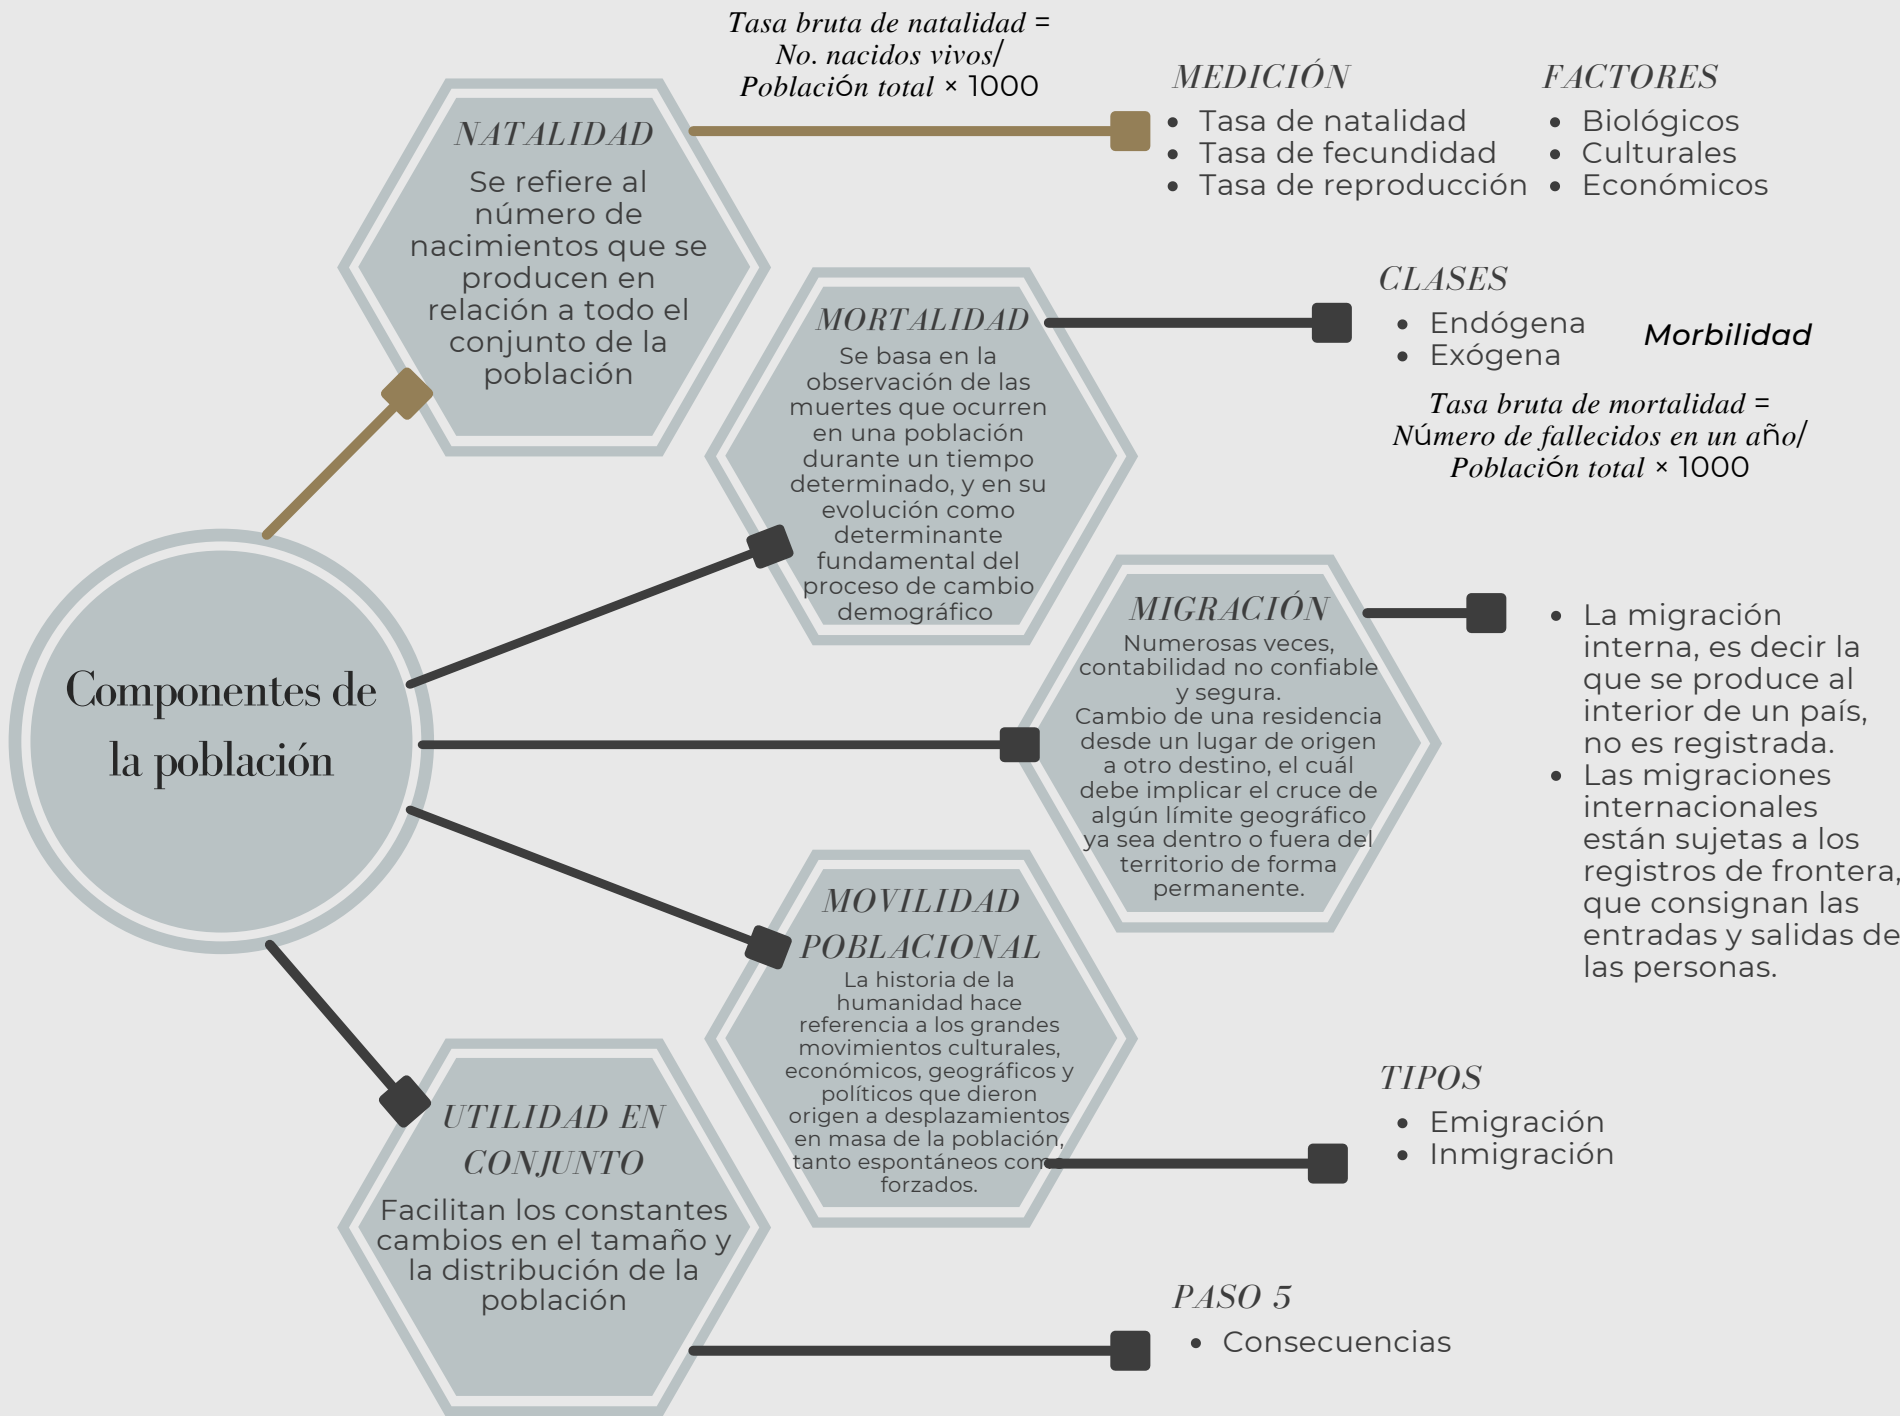 Tasa bruta de natalidad =
No. nacidos vivos/
Población total × 1000
MEDICIÓN
Tasa de natalidad
Tasa de fecundidad
Tasa de reproducción
FACTORES
Biológicos
Culturales
Económicos
NATALIDAD
Se refiere al
número de
nacimientos que se
producen en
relación a todo el
conjunto de la
población
MORTALIDAD
Se basa en la
observación de las
muertes que ocurren
en una población
durante un tiempo
determinado, y en su
evolución como
determinante
fundamental del
proceso de cambio
demográfico
CLASES
Endógena
Exógena
Morbilidad
Tasa bruta de mortalidad =
Número de fallecidos en un año/
Población total × 1000
Componentes de
la población
MIGRACIÓN
Numerosas veces,
contabilidad no confiable
y segura.
Cambio de una residencia
desde un lugar de origen
a otro destino, el cuál
debe implicar el cruce de
algún límite geográfico
ya sea dentro o fuera del
territorio de forma
permanente.
La migración
interna, es decir la
que se produce al
interior de un país,
no es registrada.
Las migraciones
internacionales
están sujetas a los
registros de frontera,
que consignan las
entradas y salidas de
las personas.
MOVILIDAD
POBLACIONAL
La historia de la
humanidad hace
referencia a los grandes
movimientos culturales,
económicos, geográficos y
políticos que dieron
origen a desplazamientos
en masa de la población,
tanto espontáneos como
forzados.
TIPOS
Emigración
Inmigración
UTILIDAD EN
CONJUNTO
Facilitan los constantes
cambios en el tamaño y
la distribución de la
población
PASO 5
Consecuencias